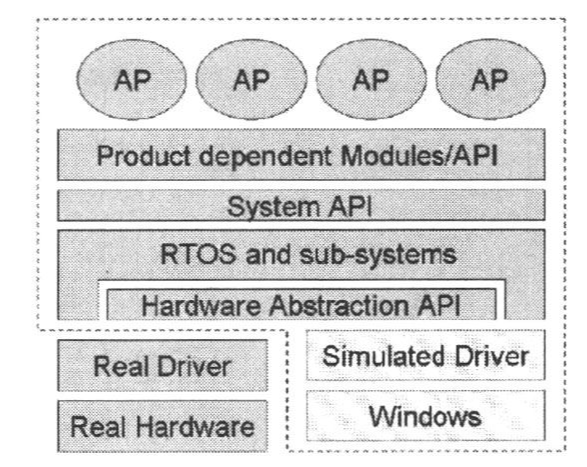 AP AP AP AP
Product dependent Modules/API
System API
RTOS and sub-systems
Hardware Abstraction API
Real Driver
Simulated Driver
Real Hardware
Windows